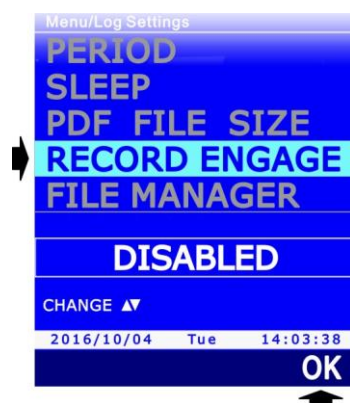 Menu/Log Settings
PERIOD
SLEEP
PDF FILE SIZE
RECORD ENGAGE
FILE MANAGER
DISABLED
CHANGE ▲▼
2016/10/04 Tue 14:03:38
OK